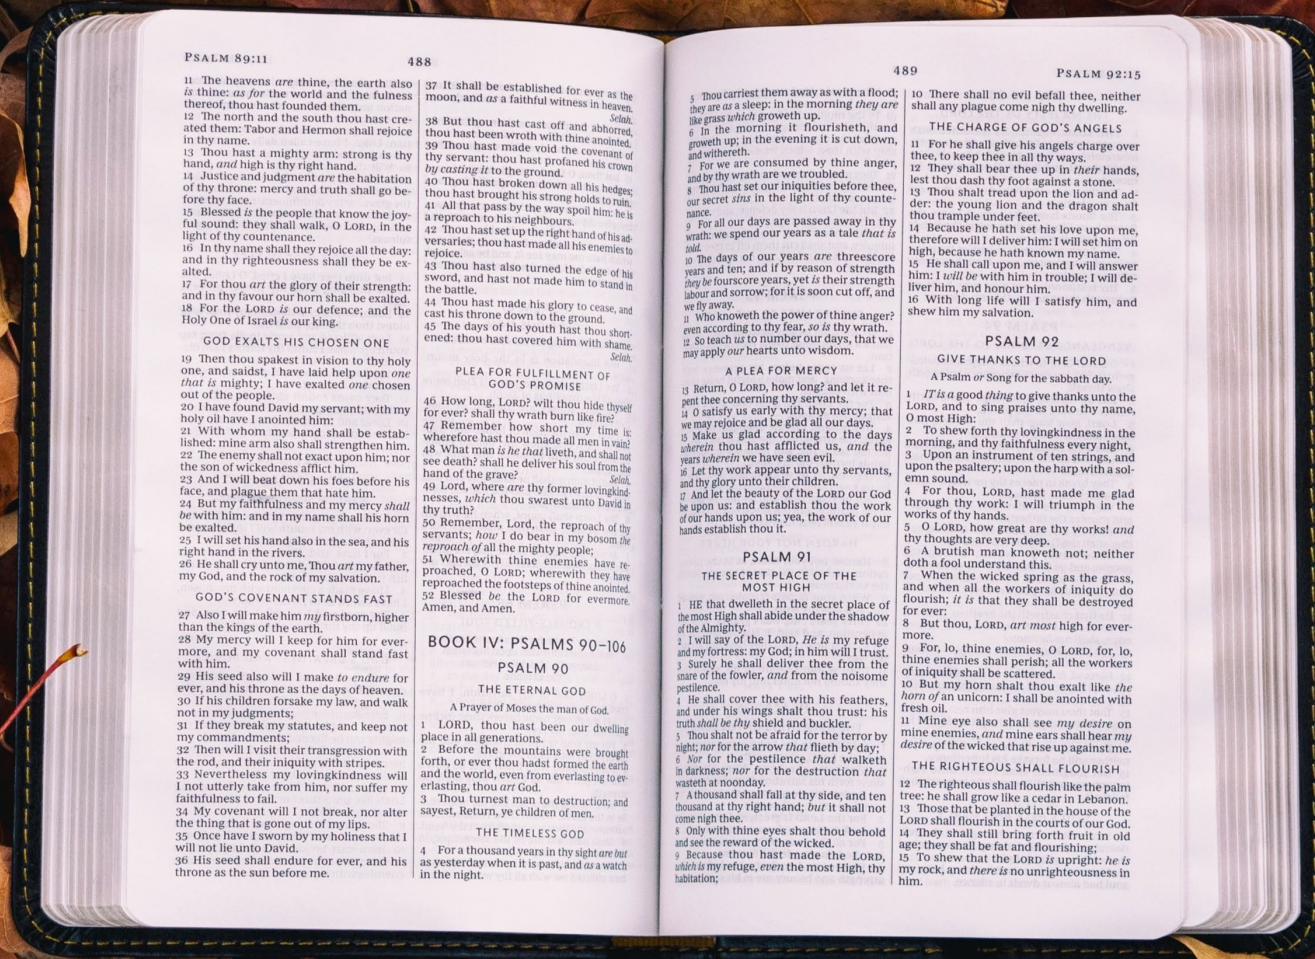 PSALM 89:11
488
11 The heavens are thine, the earth also
is thine: as for the world and the fulness
thereof, thou hast founded them.
12 The north and the south thou hast cre-
ated them: Tabor and Hermon shall rejoice
in thy name.
13 Thou hast a mighty arm: strong is thy
hand, and high is thy right hand.
14 Justice and judgment are the habitation
of thy throne: mercy and truth shall go be-
fore thy face.
15 Blessed is the people that know the joy-
ful sound: they shall walk, O LORD, in the
light of thy countenance.
16 In thy name shall they rejoice all the day:
and in thy righteousness shall they be ex-
alted.
17 For thou art the glory of their strength:
and in thy favour our horn shall be exalted.
18 For the LORD is our defence; and the
Holy One of Israel is our king.
GOD EXALTS HIS CHOSEN ONE
19 Then thou spakest in vision to thy holy
one, and saidst, I have laid help upon one
that is mighty; I have exalted one chosen
out of the people.
20 I have found David my servant; with my
holy oil have I anointed him:
21 With whom my hand shall be estab-
lished: mine arm also shall strengthen him.
22 The enemy shall not exact upon him; nor
the son of wickedness afflict him.
23 And I will beat down his foes before his
face, and plague them that hate him.
24 But my faithfulness and my mercy shall
be with him: and in my name shall his horn
be exalted.
25 I will set his hand also in the sea, and his
right hand in the rivers.
26 He shall cry unto me, Thou art my father,
my God, and the rock of my salvation.
GOD'S COVENANT STANDS FAST
27 Also I will make him my firstborn, higher
than the kings of the earth.
28 My mercy will I keep for him for ever-
more, and my covenant shall stand fast
with him.
29 His seed also will I make to endure for
ever, and his throne as the days of heaven.
30 If his children forsake my law, and walk
not in my judgments;
31 If they break my statutes, and keep not
my commandments;
32 Then will I visit their transgression with
the rod, and their iniquity with stripes.
33 Nevertheless my lovingkindness will
I not utterly take from him, nor suffer my
faithfulness to fail.
34 My covenant will I not break, nor alter
the thing that is gone out of my lips.
35 Once have I sworn by my holiness that I
will not lie unto David.
36 His seed shall endure for ever, and his
throne as the sun before me.
37 It shall be established for ever as the
moon, and as a faithful witness in heaven.
Selah.
38 But thou hast cast off and abhorred,
thou hast been wroth with thine anointed.
39 Thou hast made void the covenant of
thy servant: thou hast profaned his crown
by casting it to the ground.
40 Thou hast broken down all his hedges;
thou hast brought his strong holds to ruin.
41 All that pass by the way spoil him: he is
a reproach to his neighbours.
42 Thou hast set up the right hand of his ad-
versaries; thou hast made all his enemies to
rejoice.
43 Thou hast also turned the edge of his
sword, and hast not made him to stand in
the battle.
44 Thou hast made his glory to cease, and
cast his throne down to the ground.
45 The days of his youth hast thou short-
ened: thou hast covered him with shame.
Selah.
PLEA FOR FULFILLMENT OF
GOD'S PROMISE
46 How long, LORD? wilt thou hide thyself
for ever? shall thy wrath burn like fire?
47 Remember how short my time is:
wherefore hast thou made all men in vain?
48 What man is he that liveth, and shall not
see death? shall he deliver his soul from the
hand of the grave? Selah.
49 Lord, where are thy former lovingkind-
nesses, which thou swarest unto David in
thy truth?
50 Remember, Lord, the reproach of thy
servants; how I do bear in my bosom the
reproach of all the mighty people;
51 Wherewith thine enemies have re-
proached, O LORD; wherewith they have
reproached the footsteps of thine anointed.
52 Blessed be the LORD for evermore.
Amen, and Amen.
BOOK IV: PSALMS 90–106
PSALM 90
THE ETERNAL GOD
A Prayer of Moses the man of God.
1 LORD, thou hast been our dwelling
place in all generations.
2 Before the mountains were brought
forth, or ever thou hadst formed the earth
and the world, even from everlasting to ev-
erlasting, thou art God.
3 Thou turnest man to destruction; and
sayest, Return, ye children of men.
THE TIMELESS GOD
4 For a thousand years in thy sight are but
as yesterday when it is past, and as a watch
in the night.
489
PSALM 92:15
5 Thou carriest them away as with a flood;
they are as a sleep: in the morning they are
like grass which groweth up.
6 In the morning it flourisheth, and
groweth up; in the evening it is cut down,
and withereth.
7 For we are consumed by thine anger,
and by thy wrath are we troubled.
8 Thou hast set our iniquities before thee,
our secret sins in the light of thy counte-
nance.
9 For all our days are passed away in thy
wrath: we spend our years as a tale that is
told.
10 The days of our years are threescore
years and ten; and if by reason of strength
they be fourscore years, yet is their strength
labour and sorrow; for it is soon cut off, and
we fly away.
11 Who knoweth the power of thine anger?
even according to thy fear, so is thy wrath.
12 So teach us to number our days, that we
may apply our hearts unto wisdom.
A PLEA FOR MERCY
13 Return, O LORD, how long? and let it re-
pent thee concerning thy servants.
14 O satisfy us early with thy mercy; that
we may rejoice and be glad all our days.
15 Make us glad according to the days
wherein thou hast afflicted us, and the
years wherein we have seen evil.
16 Let thy work appear unto thy servants,
and thy glory unto their children.
17 And let the beauty of the LORD our God
be upon us: and establish thou the work
of our hands upon us; yea, the work of our
hands establish thou it.
PSALM 91
THE SECRET PLACE OF THE
MOST HIGH
1 HE that dwelleth in the secret place of
the most High shall abide under the shadow
of the Almighty.
2 I will say of the LORD, He is my refuge
and my fortress: my God; in him will I trust.
3 Surely he shall deliver thee from the
snare of the fowler, and from the noisome
pestilence.
4 He shall cover thee with his feathers,
and under his wings shalt thou trust: his
truth shall be thy shield and buckler.
5 Thou shalt not be afraid for the terror by
night; nor for the arrow that flieth by day;
6 Nor for the pestilence that walketh
in darkness; nor for the destruction that
wasteth at noonday.
7 A thousand shall fall at thy side, and ten
thousand at thy right hand; but it shall not
come nigh thee.
8 Only with thine eyes shalt thou behold
and see the reward of the wicked.
9 Because thou hast made the LORD,
which is my refuge, even the most High, thy
habitation;
10 There shall no evil befall thee, neither
shall any plague come nigh thy dwelling.
THE CHARGE OF GOD'S ANGELS
11 For he shall give his angels charge over
thee, to keep thee in all thy ways.
12 They shall bear thee up in their hands,
lest thou dash thy foot against a stone.
13 Thou shalt tread upon the lion and ad-
der: the young lion and the dragon shalt
thou trample under feet.
14 Because he hath set his love upon me,
therefore will I deliver him: I will set him on
high, because he hath known my name.
15 He shall call upon me, and I will answer
him: I will be with him in trouble; I will de-
liver him, and honour him.
16 With long life will I satisfy him, and
shew him my salvation.
PSALM 92
GIVE THANKS TO THE LORD
A Psalm or Song for the sabbath day.
1 IT is a good thing to give thanks unto the
LORD, and to sing praises unto thy name,
O most High:
2 To shew forth thy lovingkindness in the
morning, and thy faithfulness every night,
3 Upon an instrument of ten strings, and
upon the psaltery; upon the harp with a sol-
emn sound.
4 For thou, LORD, hast made me glad
through thy work: I will triumph in the
works of thy hands.
5 O LORD, how great are thy works! and
thy thoughts are very deep.
6 A brutish man knoweth not; neither
doth a fool understand this.
7 When the wicked spring as the grass,
and when all the workers of iniquity do
flourish; it is that they shall be destroyed
for ever:
8 But thou, LORD, art most high for ever-
more.
9 For, lo, thine enemies, O LORD, for, lo,
thine enemies shall perish; all the workers
of iniquity shall be scattered.
10 But my horn shalt thou exalt like the
horn of an unicorn: I shall be anointed with
fresh oil.
11 Mine eye also shall see my desire on
mine enemies, and mine ears shall hear my
desire of the wicked that rise up against me.
THE RIGHTEOUS SHALL FLOURISH
12 The righteous shall flourish like the palm
tree: he shall grow like a cedar in Lebanon.
13 Those that be planted in the house of the
LORD shall flourish in the courts of our God.
14 They shall still bring forth fruit in old
age; they shall be fat and flourishing;
15 To shew that the LORD is upright: he is
my rock, and there is no unrighteousness in
him.